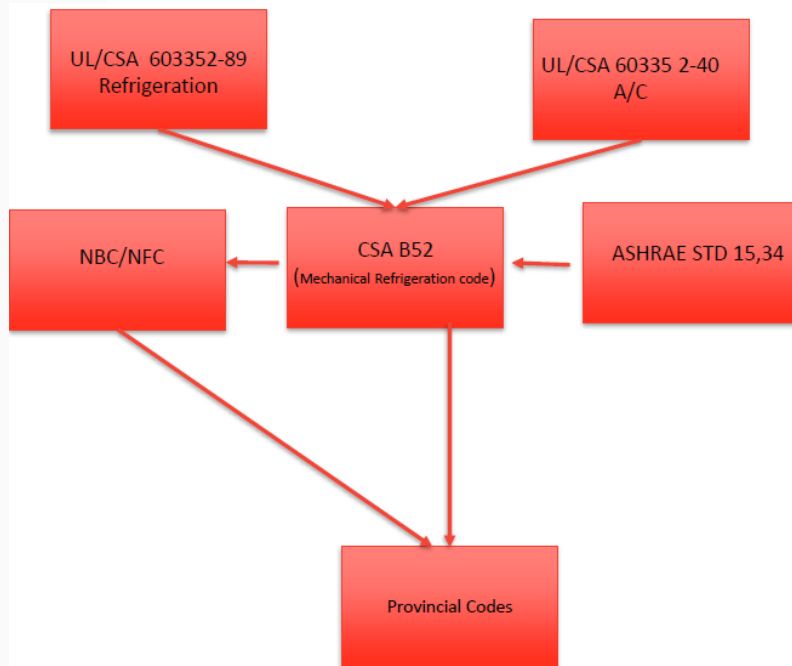 UL/CSA 603352-89
Refrigeration
UL/CSA 60335 2-40
A/C
NBC/NFC
CSA B52
(Mechanical Refrigeration code)
ASHRAE STD 15,34
Provincial Codes